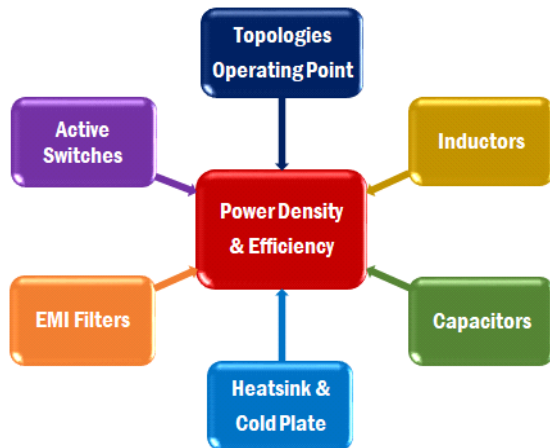 Topologies
Operating Point
Active
Switches
Inductors
Power Density
& Efficiency
EMI Filters
Capacitors
Heatsink &
Cold Plate